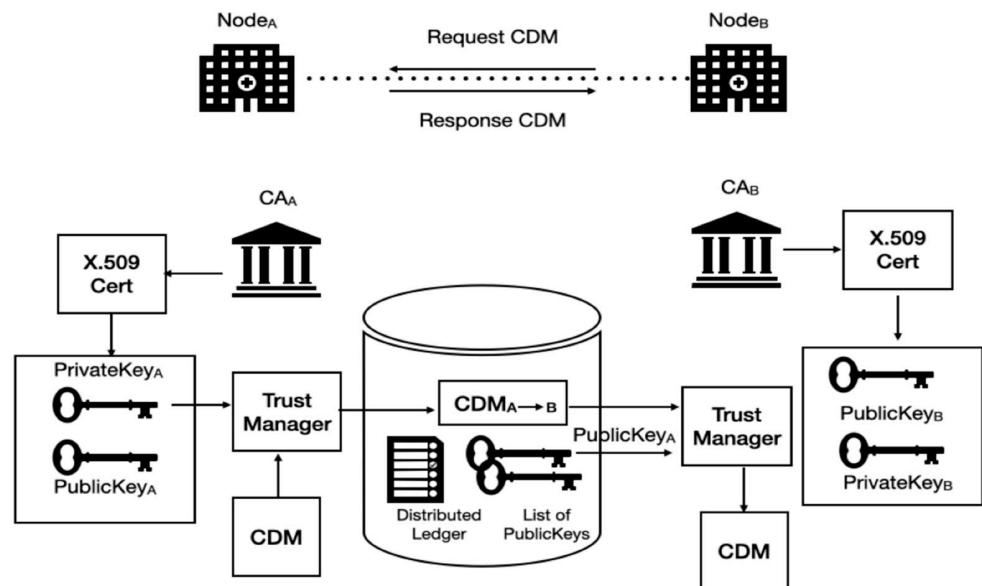 NodeA
NodeB
Request CDM
Response CDM
CAA
CAB
X.509
Cert
X.509
Cert
PrivateKeyA
PublicKeyA
Trust
Manager
CDM
CDMA B
PublicKeyA
Distributed
Ledger
List of
PublicKeys
Trust
Manager
CDM
PublicKeyB
PrivateKeyB